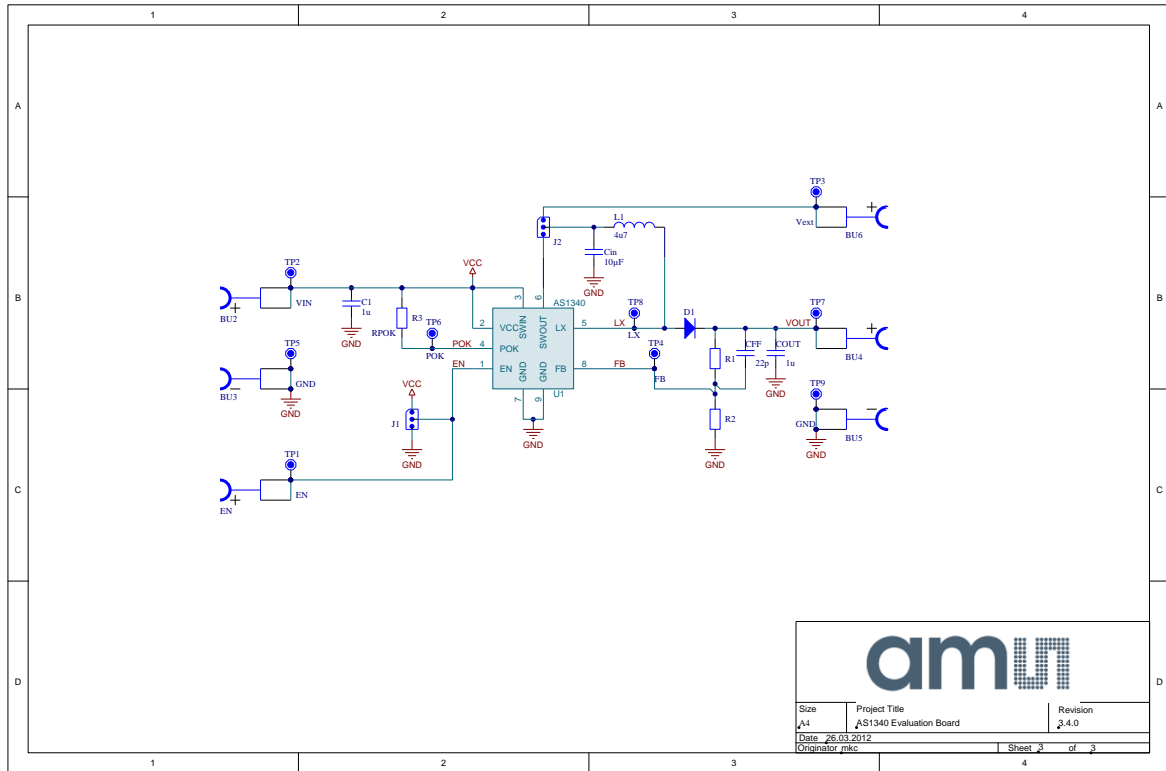 1 2 3 4
A A
TP3
Vext
BU6
L1
4u7
J2
Cin
10µF
GND
VCC
TP2
VIN
BU2
C1
1u
GND
R3
RPOK
TP6
POK
POK
EN
3
6
AS1340
2
4
1
VCC
POK
EN
SWIN
SWOUT
LX
FB
GND
GND
5
8
7
9
U1
GND
LX
FB
TP8
LX
TP4
FB
D1
R1
CFF
22p
COUT
1u
GND
VOUT
TP7
BU4
B B
TP5
GND
BU3
GND
VCC
J1
GND
R2
GND
TP9
GND
BU5
GND
TP1
EN
EN
C C
D D
am
Size Project Title Revision
A4 AS1340 Evaluation Board 3.4.0
Date 26.03.2012
Originator mkc Sheet 3 of 3
1 2 3 4